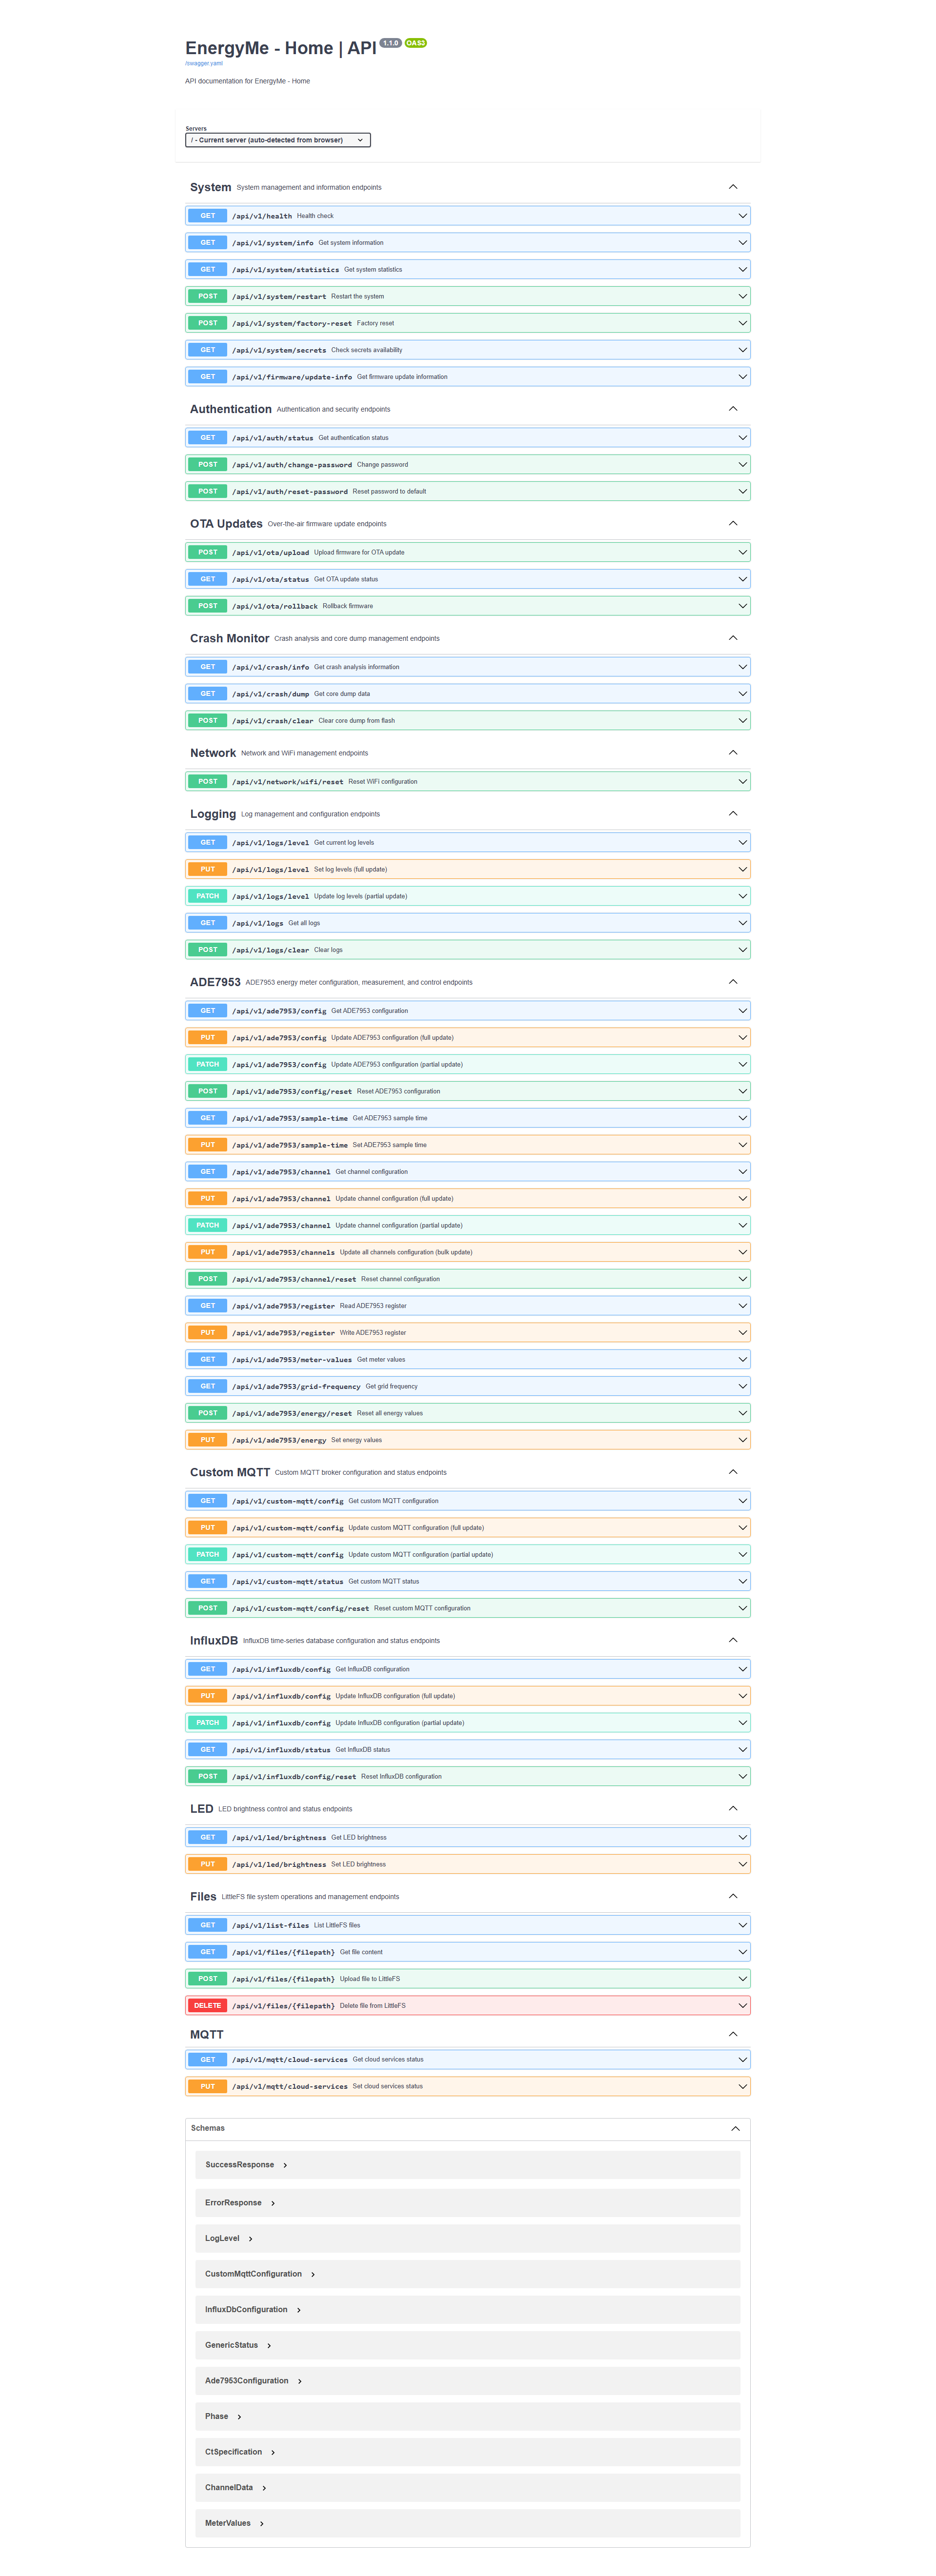 EnergyMe - Home | API 1.1.0 OAS3
/swagger.yaml
API documentation for EnergyMe - Home
Servers
/ - Current server (auto-detected from browser)
System System management and information endpoints
GET /api/v1/health Health check
GET /api/v1/system/info Get system information
GET /api/v1/system/statistics Get system statistics
POST /api/v1/system/restart Restart the system
POST /api/v1/system/factory-reset Factory reset
GET /api/v1/system/secrets Check secrets availability
GET /api/v1/firmware/update-info Get firmware update information
Authentication Authentication and security endpoints
GET /api/v1/auth/status Get authentication status
POST /api/v1/auth/change-password Change password
POST /api/v1/auth/reset-password Reset password to default
OTA Updates Over-the-air firmware update endpoints
POST /api/v1/ota/upload Upload firmware for OTA update
GET /api/v1/ota/status Get OTA update status
POST /api/v1/ota/rollback Rollback firmware
Crash Monitor Crash analysis and core dump management endpoints
GET /api/v1/crash/info Get crash analysis information
GET /api/v1/crash/dump Get core dump data
POST /api/v1/crash/clear Clear core dump from flash
Network Network and WiFi management endpoints
POST /api/v1/network/wifi/reset Reset WiFi configuration
Logging Log management and configuration endpoints
GET /api/v1/logs/level Get current log levels
PUT /api/v1/logs/level Set log levels (full update)
PATCH /api/v1/logs/level Update log levels (partial update)
GET /api/v1/logs Get all logs
POST /api/v1/logs/clear Clear logs
ADE7953 ADE7953 energy meter configuration, measurement, and control endpoints
GET /api/v1/ade7953/config Get ADE7953 configuration
PUT /api/v1/ade7953/config Update ADE7953 configuration (full update)
PATCH /api/v1/ade7953/config Update ADE7953 configuration (partial update)
POST /api/v1/ade7953/config/reset Reset ADE7953 configuration
GET /api/v1/ade7953/sample-time Get ADE7953 sample time
PUT /api/v1/ade7953/sample-time Set ADE7953 sample time
GET /api/v1/ade7953/channel Get channel configuration
PUT /api/v1/ade7953/channel Update channel configuration (full update)
PATCH /api/v1/ade7953/channel Update channel configuration (partial update)
PUT /api/v1/ade7953/channels Update all channels configuration (bulk update)
POST /api/v1/ade7953/channel/reset Reset channel configuration
GET /api/v1/ade7953/register Read ADE7953 register
PUT /api/v1/ade7953/register Write ADE7953 register
GET /api/v1/ade7953/meter-values Get meter values
GET /api/v1/ade7953/grid-frequency Get grid frequency
POST /api/v1/ade7953/energy/reset Reset all energy values
PUT /api/v1/ade7953/energy Set energy values
Custom MQTT Custom MQTT broker configuration and status endpoints
GET /api/v1/custom-mqtt/config Get custom MQTT configuration
PUT /api/v1/custom-mqtt/config Update custom MQTT configuration (full update)
PATCH /api/v1/custom-mqtt/config Update custom MQTT configuration (partial update)
GET /api/v1/custom-mqtt/status Get custom MQTT status
POST /api/v1/custom-mqtt/config/reset Reset custom MQTT configuration
InfluxDB InfluxDB time-series database configuration and status endpoints
GET /api/v1/influxdb/config Get InfluxDB configuration
PUT /api/v1/influxdb/config Update InfluxDB configuration (full update)
PATCH /api/v1/influxdb/config Update InfluxDB configuration (partial update)
GET /api/v1/influxdb/status Get InfluxDB status
POST /api/v1/influxdb/config/reset Reset InfluxDB configuration
LED LED brightness control and status endpoints
GET /api/v1/led/brightness Get LED brightness
PUT /api/v1/led/brightness Set LED brightness
Files LittleFS file system operations and management endpoints
GET /api/v1/list-files List LittleFS files
GET /api/v1/files/{filepath} Get file content
POST /api/v1/files/{filepath} Upload file to LittleFS
DELETE /api/v1/files/{filepath} Delete file from LittleFS
MQTT
GET /api/v1/mqtt/cloud-services Get cloud services status
PUT /api/v1/mqtt/cloud-services Set cloud services status
Schemas
SuccessResponse
ErrorResponse
LogLevel
CustomMqttConfiguration
InfluxDbConfiguration
GenericStatus
Ade7953Configuration
Phase
CtSpecification
ChannelData
MeterValues